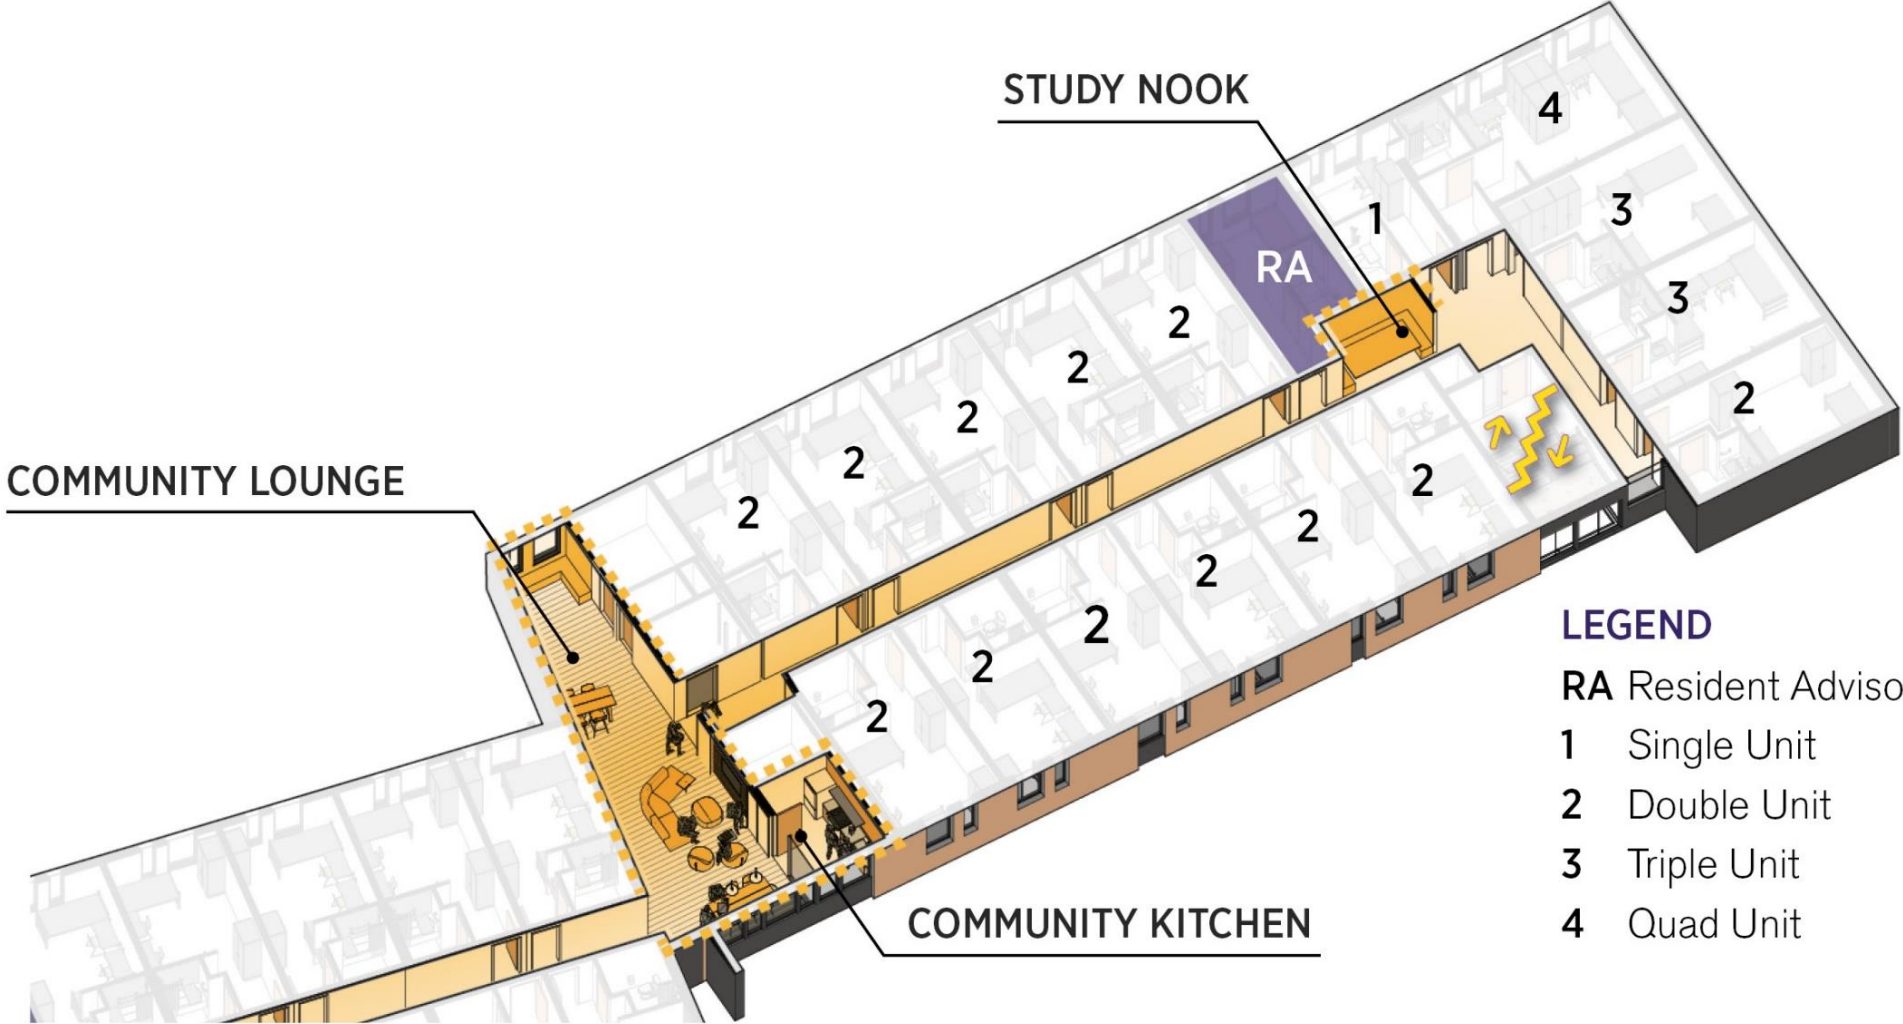 STUDY NOOK
4
3
1
RA
3
2
2
2
2
2
2
2
2
2
2
2
2
COMMUNITY LOUNGE
COMMUNITY KITCHEN
LEGEND
RA Resident Adviso
1 Single Unit
2 Double Unit
3 Triple Unit
4 Quad Unit